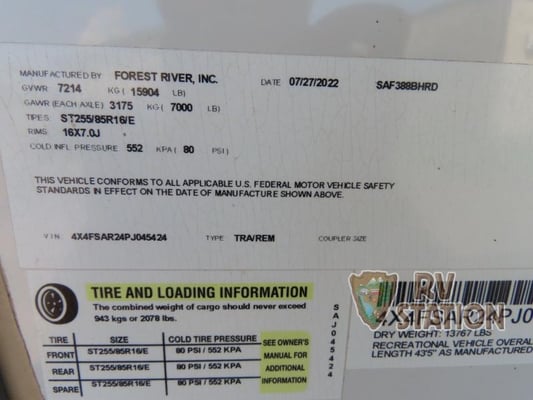 MANUFACTURED BY FOREST RIVER, INC. DATE 07/27/2022 SAF388BHRD
GVWR 7214 KG ( 15904 LB)
GAWR (EACH AXLE) 3175 KG ( 7000 LB)
TIRES ST255/85R16/E
RIMS 16X7.0J
COLD INFL PRESSURE 552 KPA ( 80 PSI )
THIS VEHICLE CONFORMS TO ALL APPLICABLE U.S. FEDERAL MOTOR VEHICLE SAFETY
STANDARDS IN EFFECT ON THE DATE OF MANUFACTURE SHOWN ABOVE.
V I N 4X4FSAR24PJ045424 TYPE TRA/REM COUPLER SIZE
TIRE AND LOADING INFORMATION
The combined weight of cargo should never exceed
943 kgs or 2078 lbs.
TIRE SIZE COLD TIRE PRESSURE
FRONT ST255/85R16/E 80 PSI / 552 KPA
REAR ST255/85R16/E 80 PSI / 552 KPA
SPARE ST255/85R16/E 80 PSI / 552 KPA
SEE OWNER'S
MANUAL FOR
ADDITIONAL
INFORMATION
SAJ045424
RV
4X4FSAR24PJ0
DRY WEIGHT: 13767 LBS
RECREATIONAL VEHICLE OVERAL
LENGTH 43'5" AS MANUFACTURED